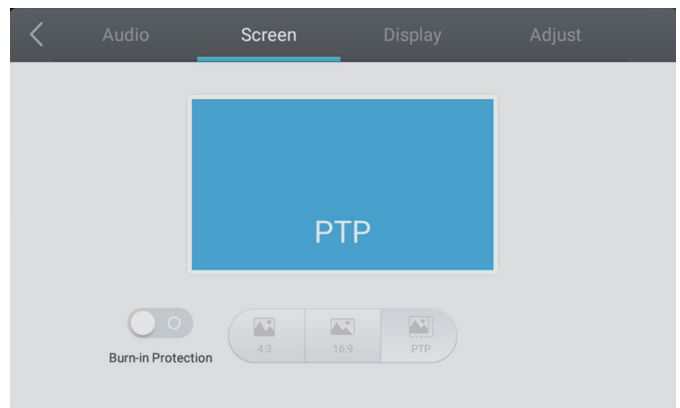 Audio Screen Display Adjust
PTP
4:3 16:9 PTP
Burn-in Protection